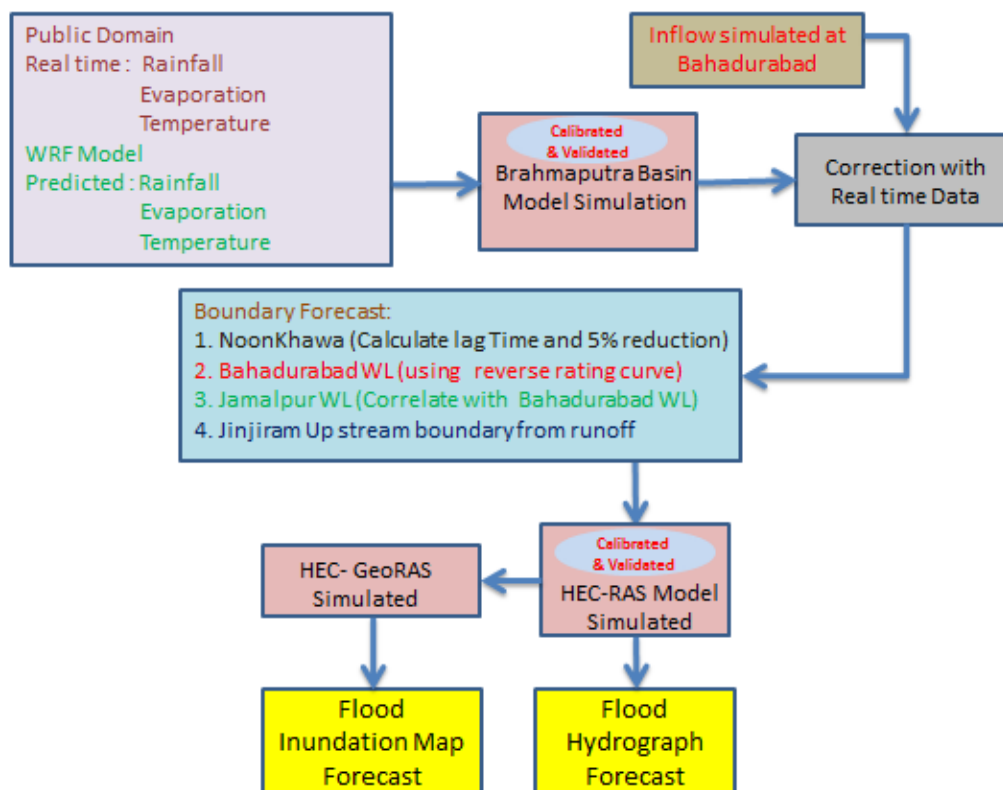 Public Domain
Real time : Rainfall
Evaporation
Temperature
WRF Model
Predicted : Rainfall
Evaporation
Temperature
Inflow simulated at
Bahadurabad
Calibrated
& Validated
Brahmaputra Basin
Model Simulation
Correction with
Real time Data
Boundary Forecast:
1. NoonKhawa (Calculate lag Time and 5% reduction)
2. Bahadurabad WL (using reverse rating curve)
3. Jamalpur WL (Correlate with Bahadurabad WL)
4. Jinjiram Up stream boundary from runoff
HEC- GeoRAS
Simulated
Calibrated
& Validated
HEC-RAS Model
Simulated
Flood
Inundation Map
Forecast
Flood
Hydrograph
Forecast